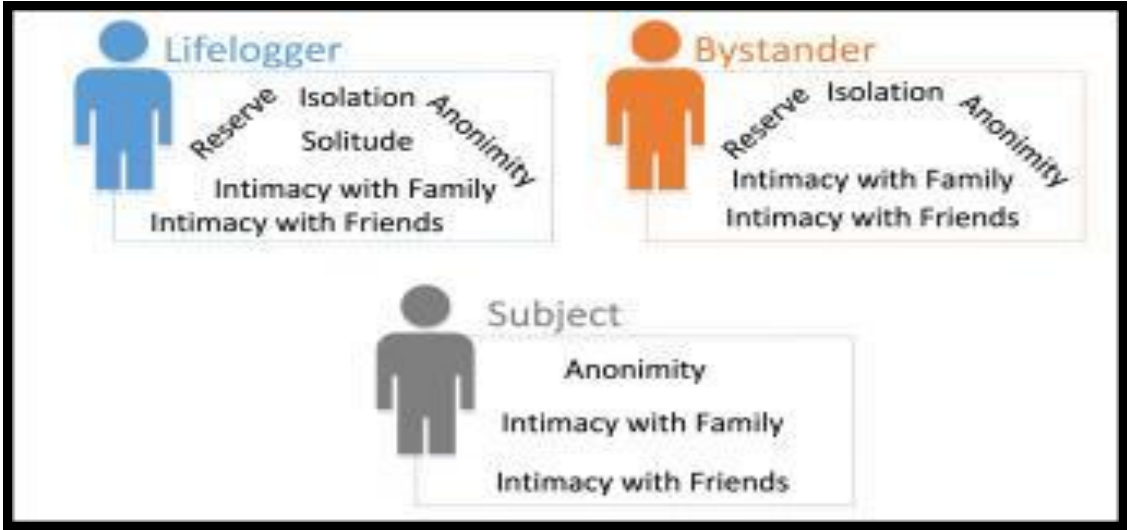 Lifelogger
Reserve
Isolation
Anonimity
Solitude
Intimacy with Family
Intimacy with Friends
Bystander
Reserve
Isolation
Anonimity
Intimacy with Family
Intimacy with Friends
Subject
Anonimity
Intimacy with Family
Intimacy with Friends